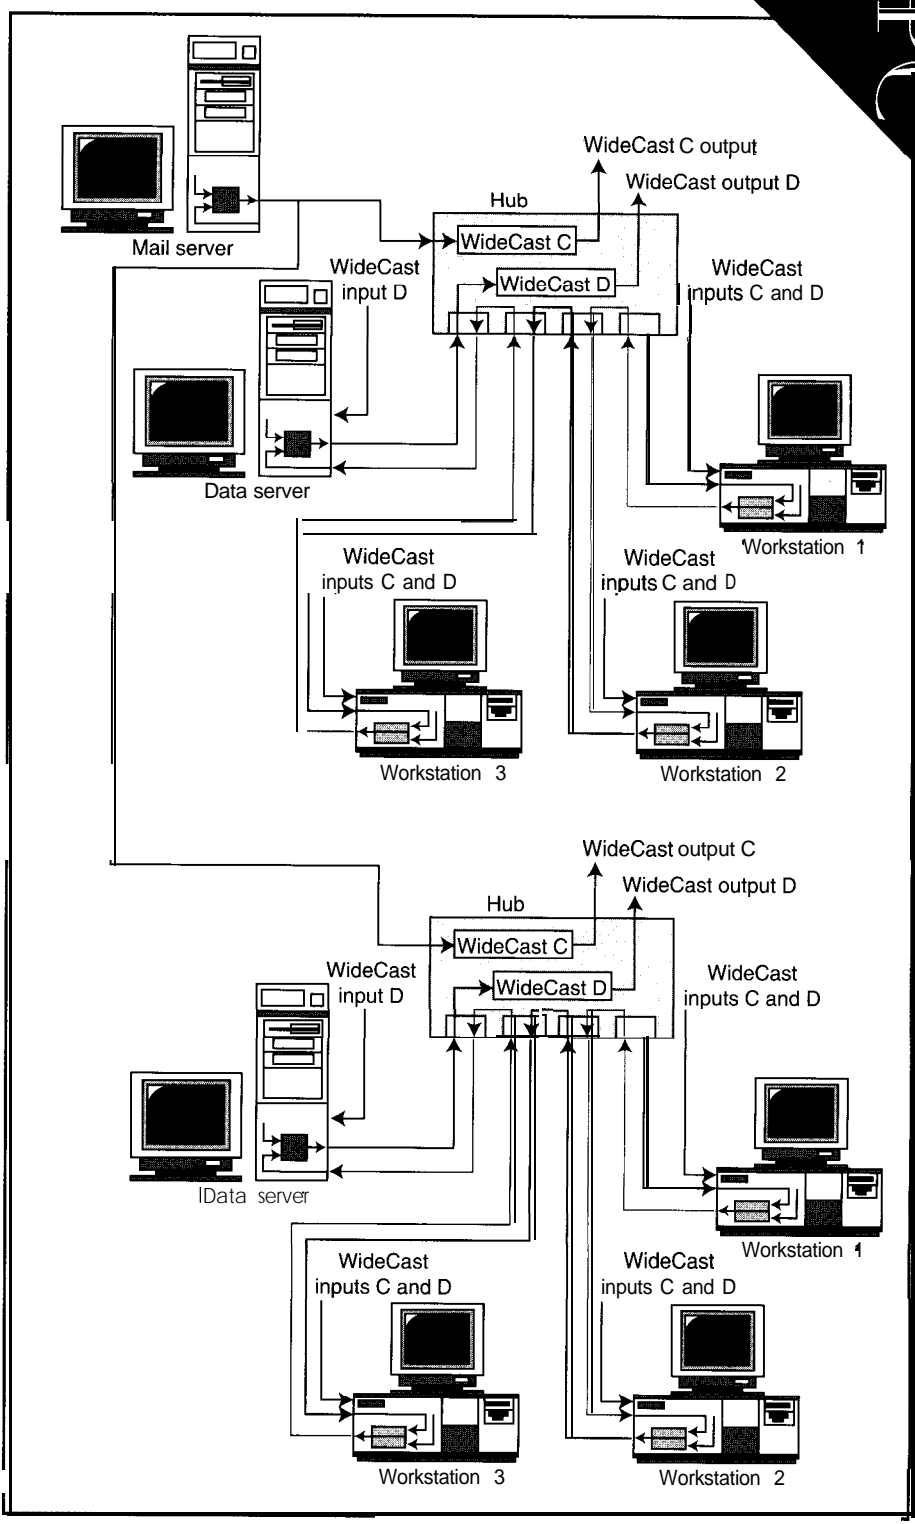 WideCast C output
WideCast output D
Hub
WideCast C
Mail server
WideCast
input D
WideCast D
WideCast
inputs C and D
Data server
Workstation 1
WideCast
inputs C and D
WideCast
inputs C and D
Workstation 3
Workstation 2
WideCast output C
WideCast output D
Hub
WideCast C
WideCast
input D
WideCast D
WideCast
inputs C and D
Data server
Workstation 1
WideCast
inputs C and D
WideCast
inputs C and D
Workstation 3
Workstation 2